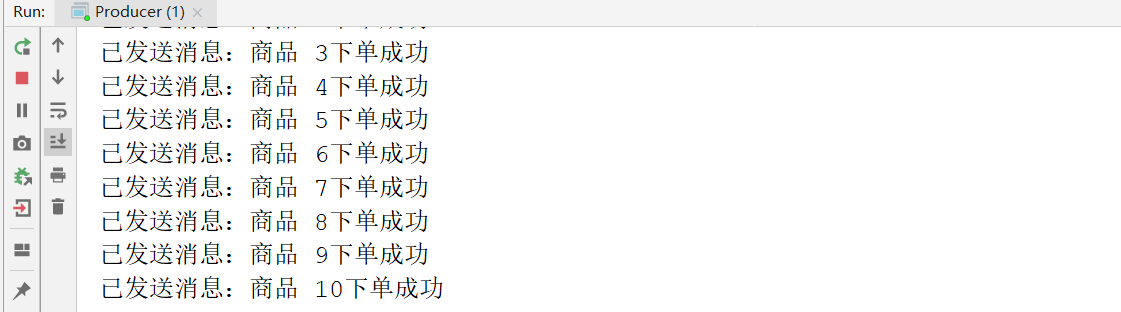 Run: Producer (1)
已发送消息：商品 3下单成功
已发送消息：商品 4下单成功
已发送消息：商品 5下单成功
已发送消息：商品 6下单成功
已发送消息：商品 7下单成功
已发送消息：商品 8下单成功
已发送消息：商品 9下单成功
已发送消息：商品 10下单成功